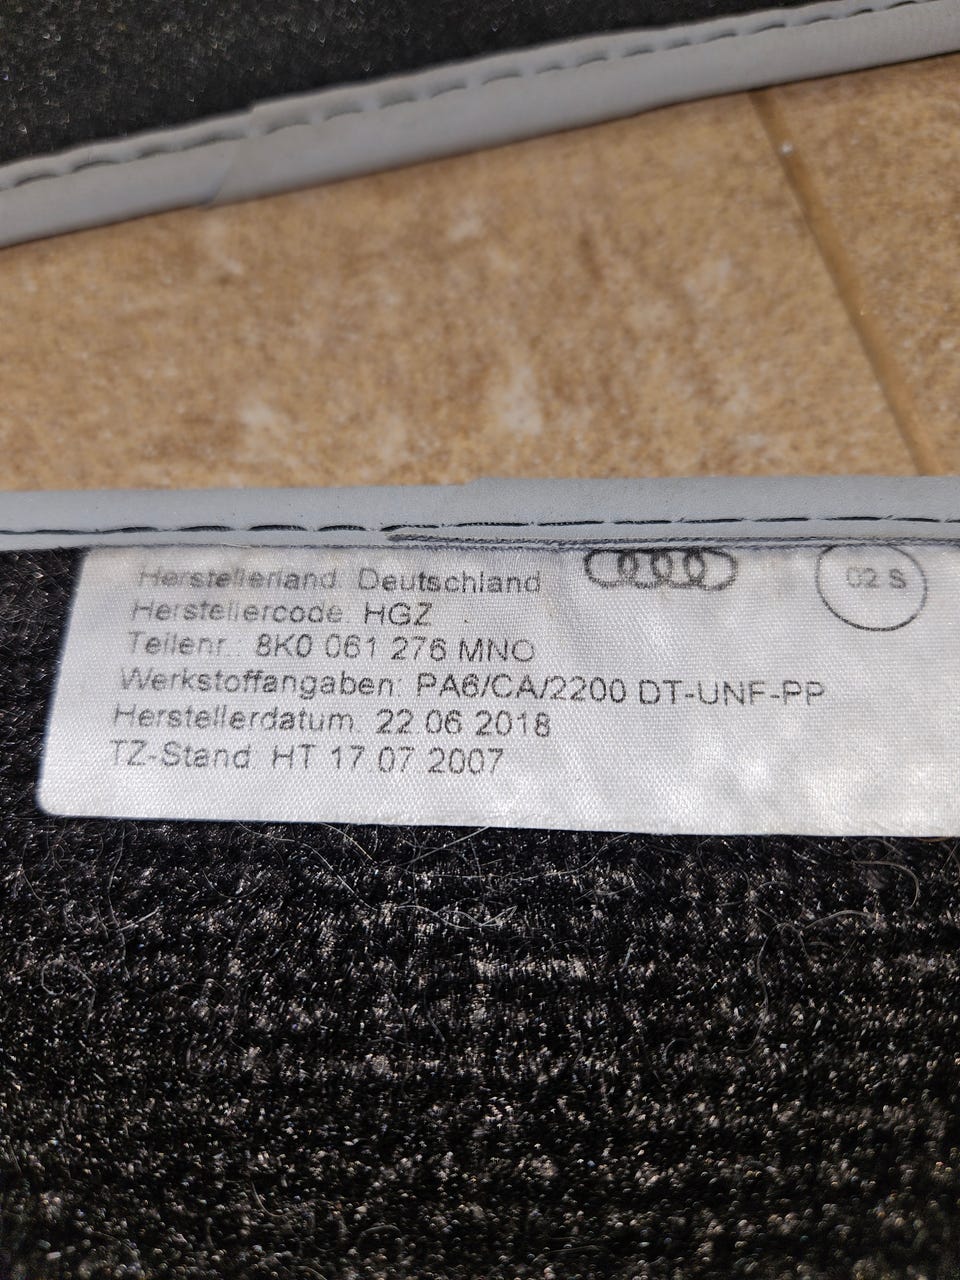 Herstellerland: Deutschland
02 S
Herstellercode: HGZ
Teilenr.: 8K0 061 276 MNO
Werkstoffangaben: PA6/CA/2200 DT-UNF-PP
Herstellerdatum: 22.06.2018
TZ-Stand: HT 17.07.2007